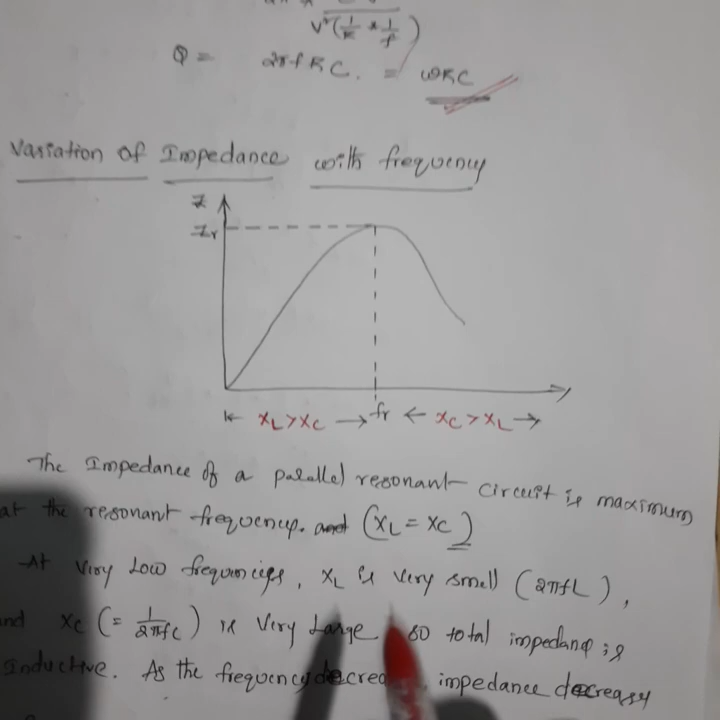 √(1/R * 1/f)
Q = 2πfRC. = ωRC
Variation of Impedance with frequency
Z
Zr
XL>XC fr XC>XL
The Impedance of a parallel resonant circuit is maximum
at the resonant frequency. and (XL = XC)
At Very Low frequencies, XL is very small (2πfL),
and XC (= 1/2πfC) is Very Large so total impedance is
Inductive. As the frequency decrea impedance decreases